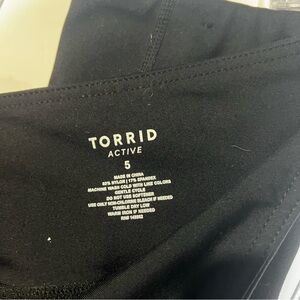 TORRID
ACTIVE
5
MADE IN CHINA
83% NYLON | 17% SPANDEX
MACHINE WASH COLD WITH LIKE COLORS
GENTLE CYCLE
DO NOT USE SOFTENER
USE ONLY NON-CHLORINE BLEACH IF NEEDED
TUMBLE DRY LOW
WARM IRON IF NEEDED
RN#